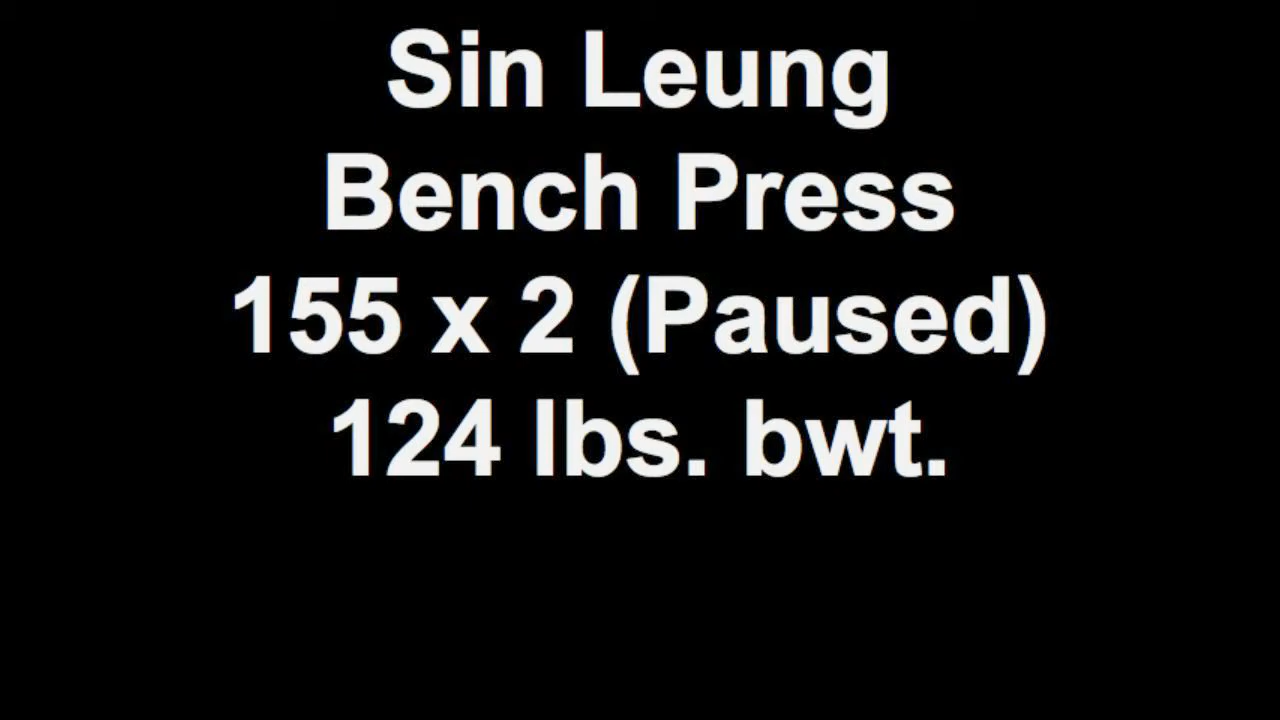 Sin Leung
Bench Press
155 x 2 (Paused)
124 lbs. bwt.